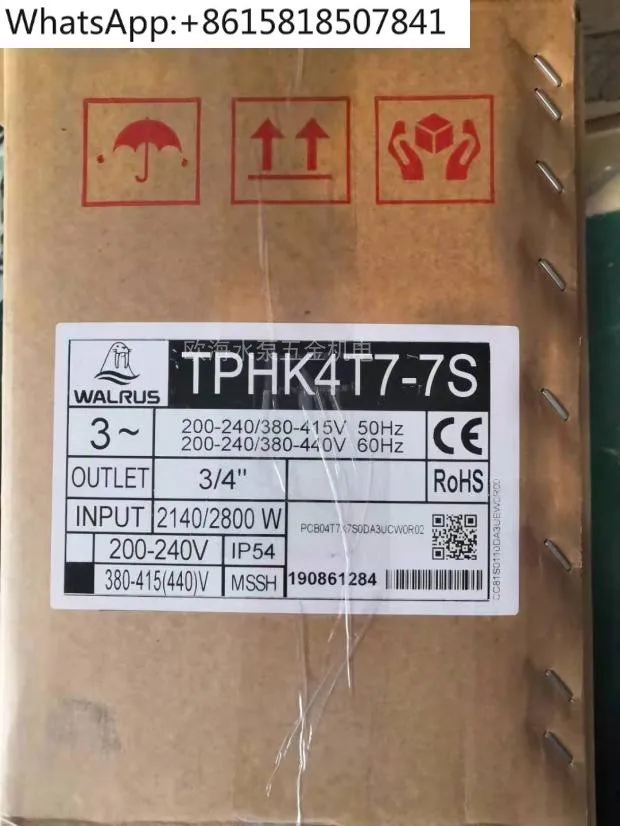 WhatsApp:+8615818507841
欧海水泵五金机电
WALRUS
TPHK4T7-7S
3~
200-240/380-415V 50Hz
200-240/380-440V 60Hz
CE
OUTLET
3/4"
RoHS
INPUT
2140/2800 W
PCB04T7X7S0DA3UCW0R02
200-240V
IP54
380-415(440)V
MSSH
190861284
CC81S0110DA3UEW0R00